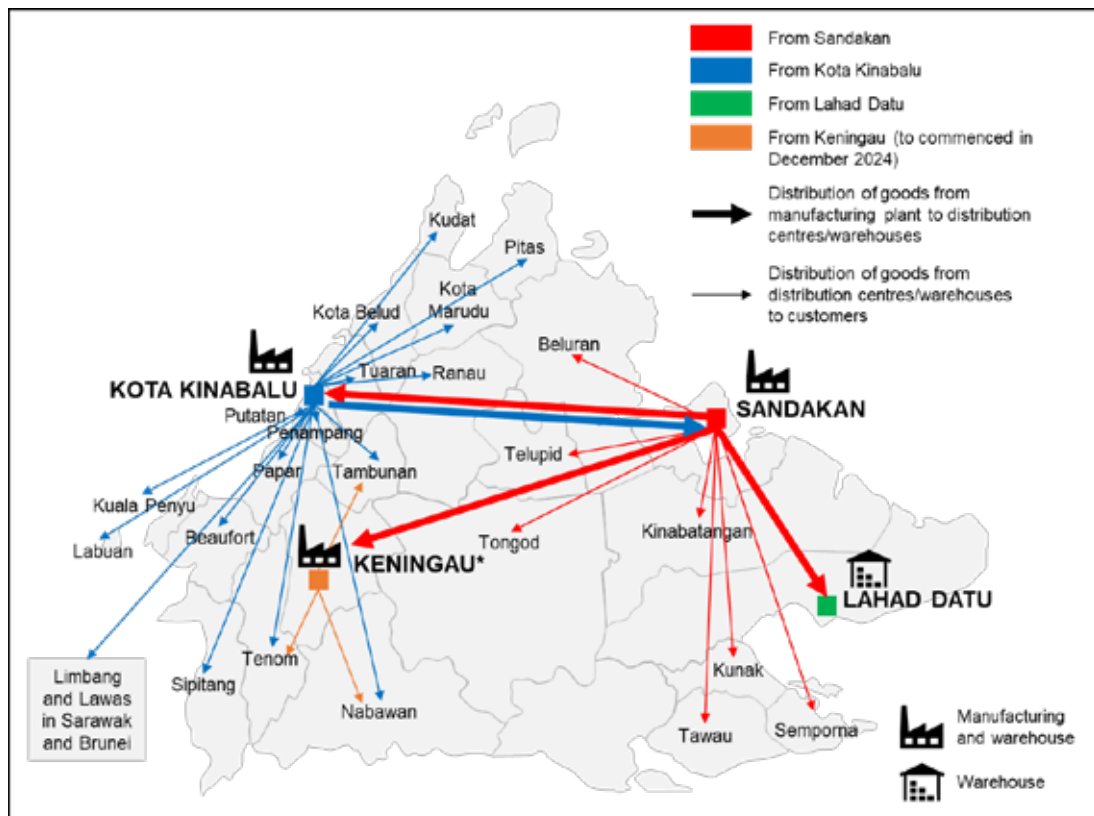 From Sandakan
From Kota Kinabalu
From Lahad Datu
From Keningau (to commenced in
December 2024)
Distribution of goods from
manufacturing plant to distribution
centres/warehouses
Distribution of goods from
distribution centres/warehouses
to customers
Kudat
Pitas
Kota
Marudu
Kota Belud
Beluran
Tuaran
Ranau
KOTA KINABALU
SANDAKAN
Putatan
Penampang
Telupid
Papar
Tambunan
Kuala Penyu
Kinabatangan
Beaufort
Tongod
Labuan
KENINGAU*
LAHAD DATU
Tenom
Kunak
Limbang
and Lawas
in Sarawak
and Brunei
Sipitang
Nabawan
Tawau
Semporna
Manufacturing
and warehouse
Warehouse